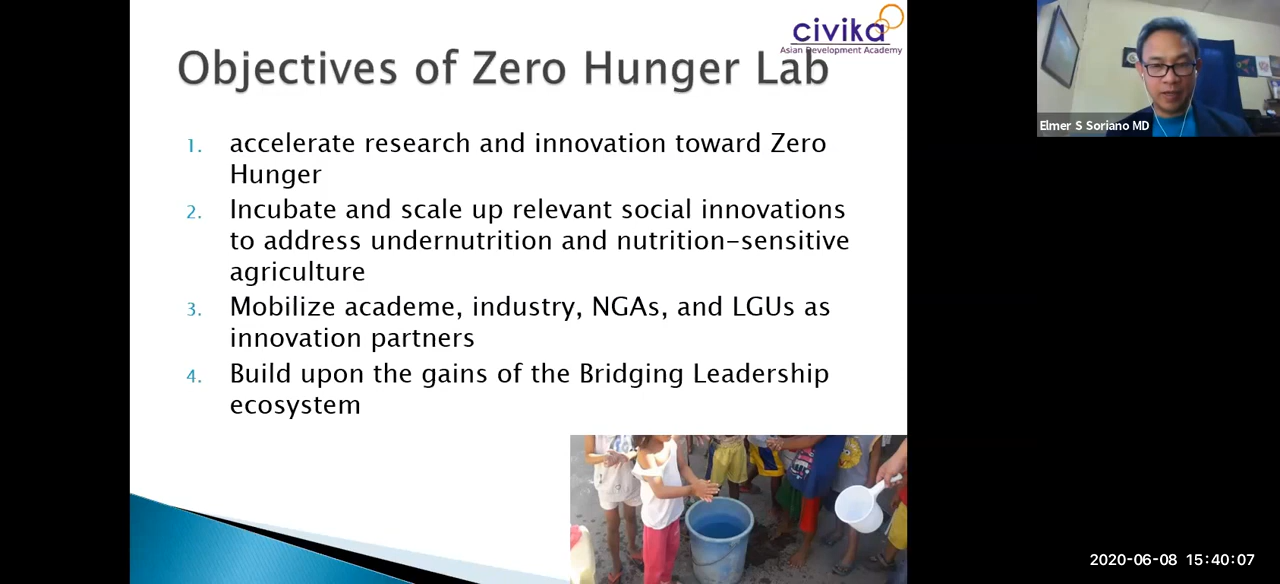 civika
Asian Development Academy
Objectives of Zero Hunger Lab
1. accelerate research and innovation toward Zero
Hunger
2. Incubate and scale up relevant social innovations
to address undernutrition and nutrition-sensitive
agriculture
3. Mobilize academe, industry, NGAs, and LGUs as
innovation partners
4. Build upon the gains of the Bridging Leadership
ecosystem
Elmer S Soriano MD
2020-06-08 15:40:07